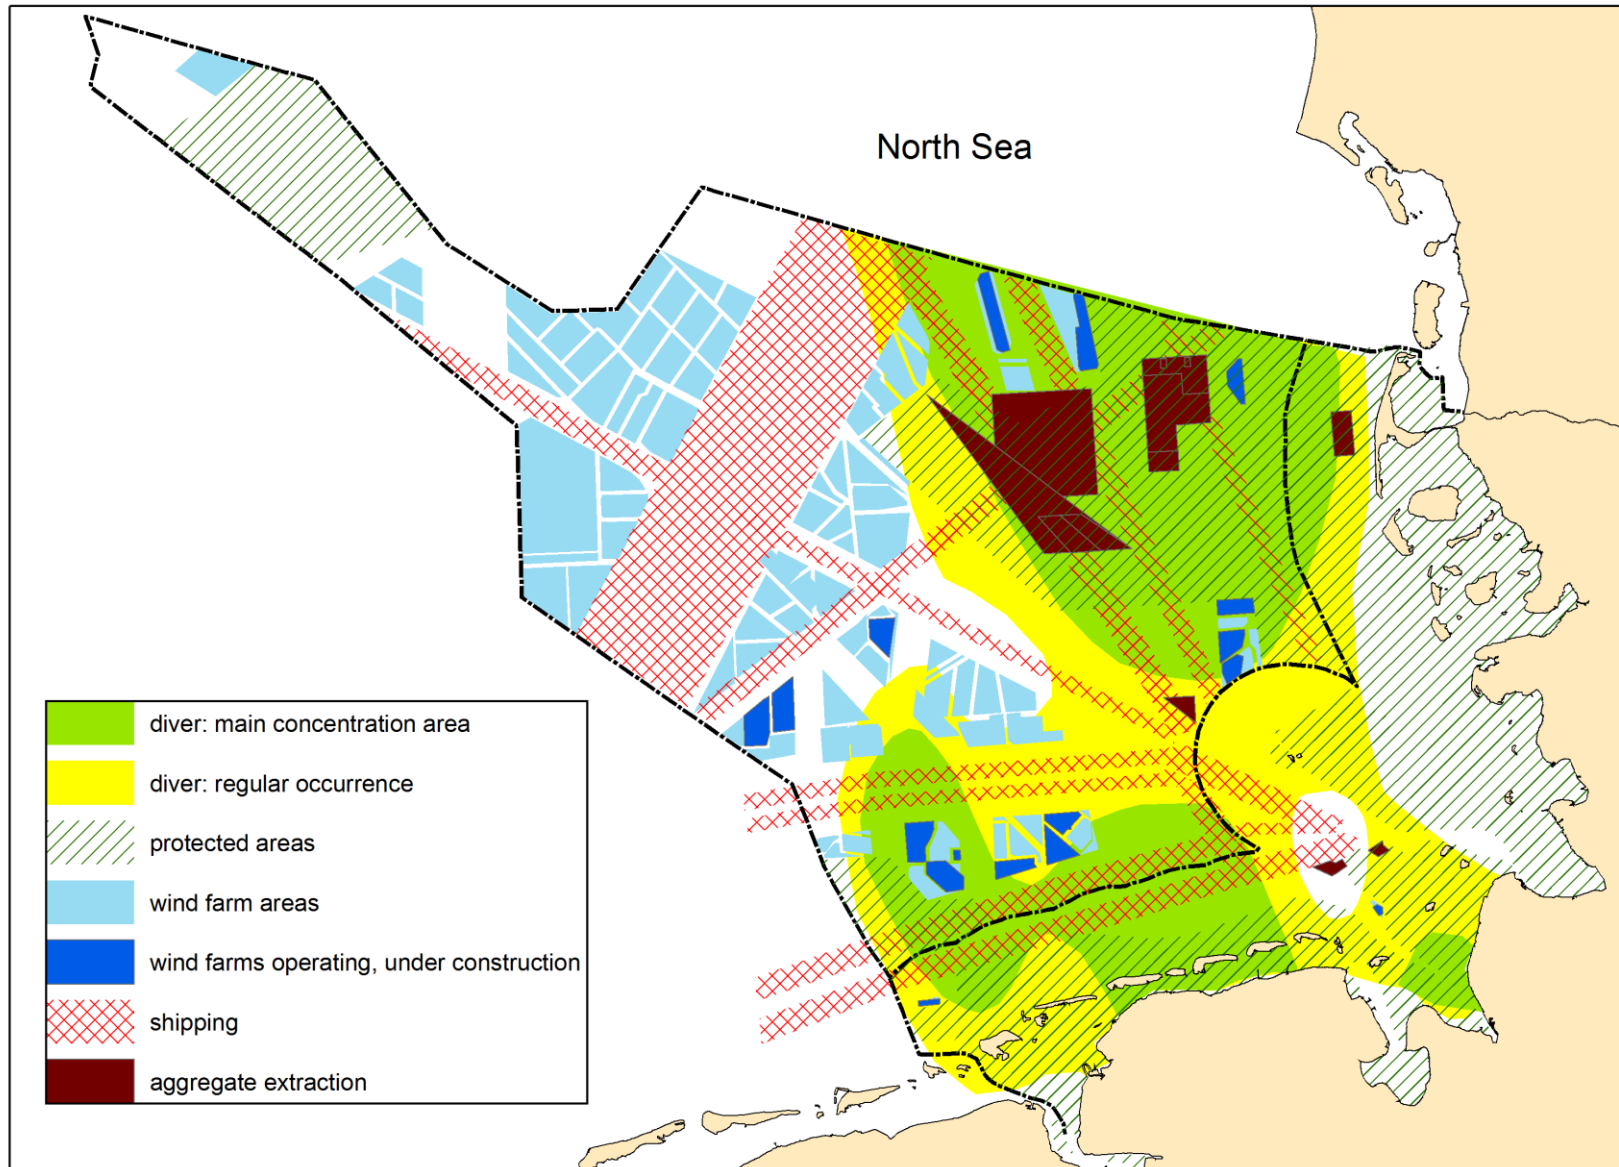 North Sea
diver: main concentration area
diver: regular occurrence
protected areas
wind farm areas
wind farms operating, under construction
shipping
aggregate extraction